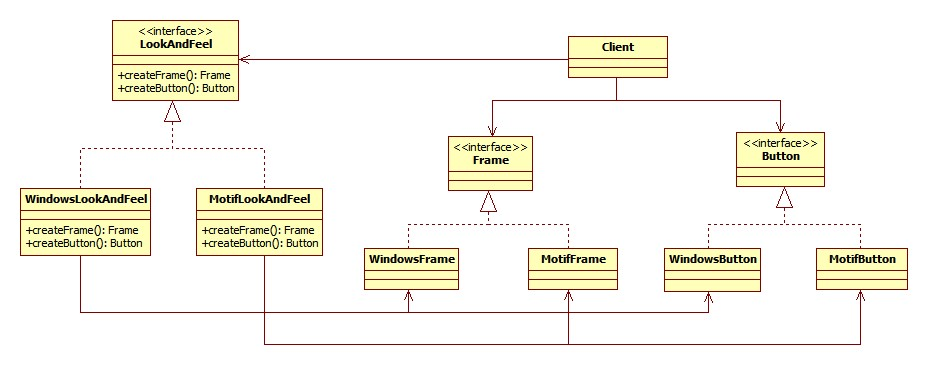 <<interface>>
LookAndFeel
+createFrame(): Frame
+createButton(): Button
Client
<<interface>>
Frame
<<interface>>
Button
WindowsLookAndFeel
+createFrame(): Frame
+createButton(): Button
MotifLookAndFeel
+createFrame(): Frame
+createButton(): Button
WindowsFrame
MotifFrame
WindowsButton
MotifButton